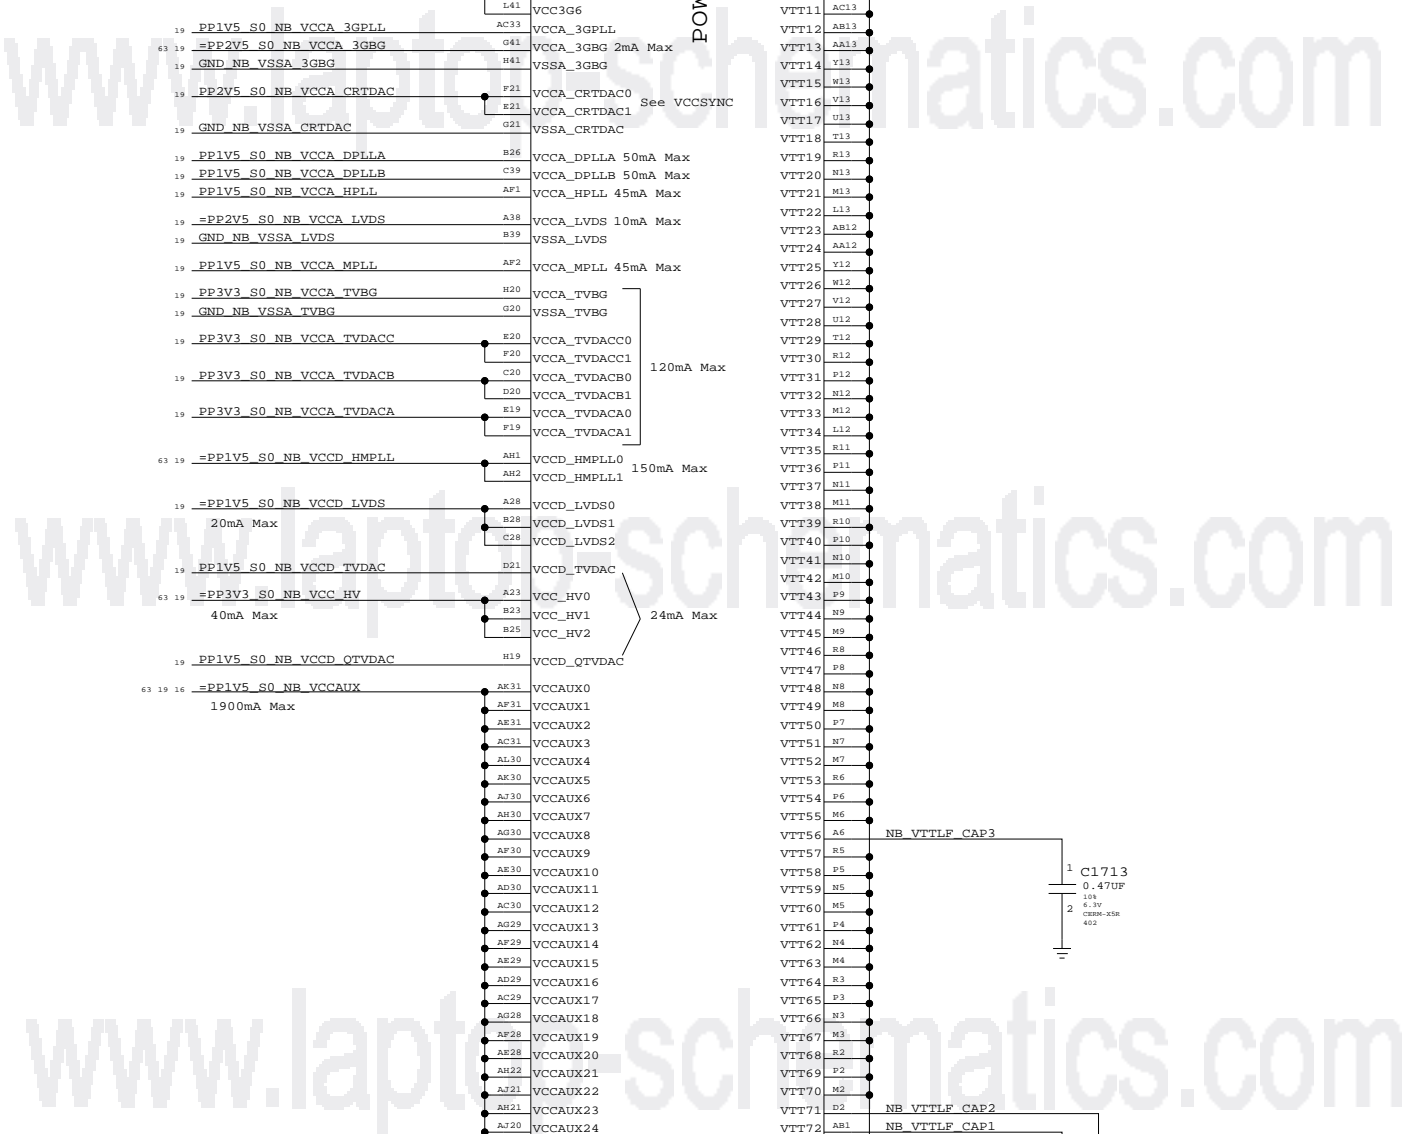 L41 VCC3G6
19 PP1V5_S0_NB_VCCA_3GPLL AC33 VCCA_3GPLL
63 19 =PP2V5_S0_NB_VCCA_3GBG G41 VCCA_3GBG 2mA Max
19 GND_NB_VSSA_3GBG H41 VSSA_3GBG
19 PP2V5_S0_NB_VCCA_CRTDAC F21 VCCA_CRTDAC0
See VCCSYNC
E21 VCCA_CRTDAC1
19 GND_NB_VSSA_CRTDAC G21 VSSA_CRTDAC
19 PP1V5_S0_NB_VCCA_DPLLA B26 VCCA_DPLLA 50mA Max
19 PP1V5_S0_NB_VCCA_DPLLB C39 VCCA_DPLLB 50mA Max
19 PP1V5_S0_NB_VCCA_HPLL AF1 VCCA_HPLL 45mA Max
19 =PP2V5_S0_NB_VCCA_LVDS A38 VCCA_LVDS 10mA Max
19 GND_NB_VSSA_LVDS B39 VSSA_LVDS
19 PP1V5_S0_NB_VCCA_MPLL AF2 VCCA_MPLL 45mA Max
19 PP3V3_S0_NB_VCCA_TVBG H20 VCCA_TVBG
19 GND_NB_VSSA_TVBG G20 VSSA_TVBG
19 PP3V3_S0_NB_VCCA_TVDACC E20 VCCA_TVDACC0
F20 VCCA_TVDACC1
120mA Max
19 PP3V3_S0_NB_VCCA_TVDACB C20 VCCA_TVDACB0
D20 VCCA_TVDACB1
19 PP3V3_S0_NB_VCCA_TVDACA E19 VCCA_TVDACA0
F19 VCCA_TVDACA1
63 19 =PP1V5_S0_NB_VCCD_HMPLL AH1 VCCD_HMPLL0
150mA Max
AH2 VCCD_HMPLL1
19 =PP1V5_S0_NB_VCCD_LVDS A28 VCCD_LVDS0
20mA Max B28 VCCD_LVDS1
C28 VCCD_LVDS2
19 PP1V5_S0_NB_VCCD_TVDAC D21 VCCD_TVDAC
63 19 =PP3V3_S0_NB_VCC_HV A23 VCC_HV0
40mA Max B23 VCC_HV1 24mA Max
B25 VCC_HV2
19 PP1V5_S0_NB_VCCD_QTVDAC H19 VCCD_QTVDAC
63 19 16 =PP1V5_S0_NB_VCCAUX AK31 VCCAUX0
1900mA Max AF31 VCCAUX1
AE31 VCCAUX2
AC31 VCCAUX3
AL30 VCCAUX4
AK30 VCCAUX5
AJ30 VCCAUX6
AH30 VCCAUX7
AG30 VCCAUX8
AF30 VCCAUX9
AE30 VCCAUX10
AD30 VCCAUX11
AC30 VCCAUX12
AG29 VCCAUX13
AF29 VCCAUX14
AE29 VCCAUX15
AD29 VCCAUX16
AC29 VCCAUX17
AG28 VCCAUX18
AF28 VCCAUX19
AE28 VCCAUX20
AH22 VCCAUX21
AJ21 VCCAUX22
AH21 VCCAUX23
AJ20 VCCAUX24
POW
VTT11 AC13
VTT12 AB13
VTT13 AA13
VTT14 Y13
VTT15 W13
VTT16 V13
VTT17 U13
VTT18 T13
VTT19 R13
VTT20 N13
VTT21 M13
VTT22 L13
VTT23 AB12
VTT24 AA12
VTT25 Y12
VTT26 W12
VTT27 V12
VTT28 U12
VTT29 T12
VTT30 R12
VTT31 P12
VTT32 N12
VTT33 M12
VTT34 L12
VTT35 R11
VTT36 P11
VTT37 N11
VTT38 M11
VTT39 R10
VTT40 P10
VTT41 N10
VTT42 M10
VTT43 P9
VTT44 N9
VTT45 M9
VTT46 R8
VTT47 P8
VTT48 N8
VTT49 M8
VTT50 P7
VTT51 N7
VTT52 M7
VTT53 R6
VTT54 P6
VTT55 M6
VTT56 A6 NB_VTTLF_CAP3
VTT57 R5
VTT58 P5
VTT59 N5
VTT60 M5
VTT61 P4
VTT62 N4
VTT63 M4
VTT64 R3
VTT65 P3
VTT66 N3
VTT67 M3
VTT68 R2
VTT69 P2
VTT70 M2
VTT71 D2 NB_VTTLF_CAP2
VTT72 AB1 NB_VTTLF_CAP1
1 C1713
0.47UF
10%
6.3V
2 CERM-X5R
402
www.laptop-schematics.com
www.laptop-schematics.com
www.laptop-schematics.com